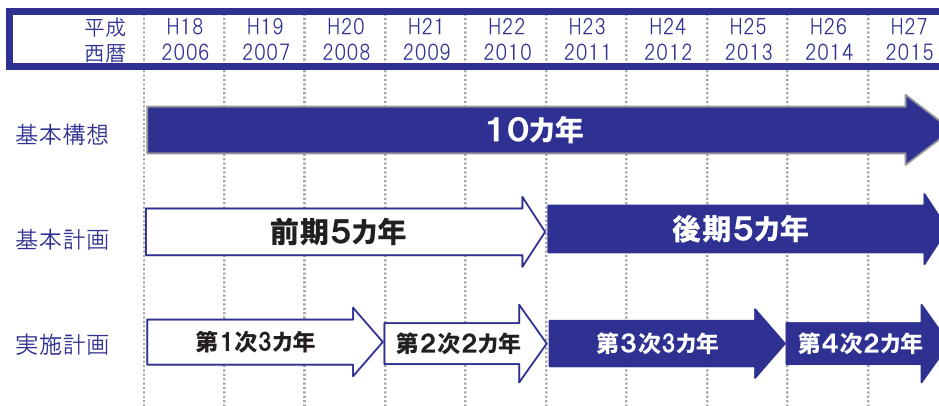 平成 H18 H19 H20 H21 H22 H23 H24 H25 H26 H27
西暦 2006 2007 2008 2009 2010 2011 2012 2013 2014 2015
基本構想 10カ年
基本計画 前期5カ年 後期5カ年
実施計画 第1次3カ年 第2次2カ年 第3次3カ年 第4次2カ年